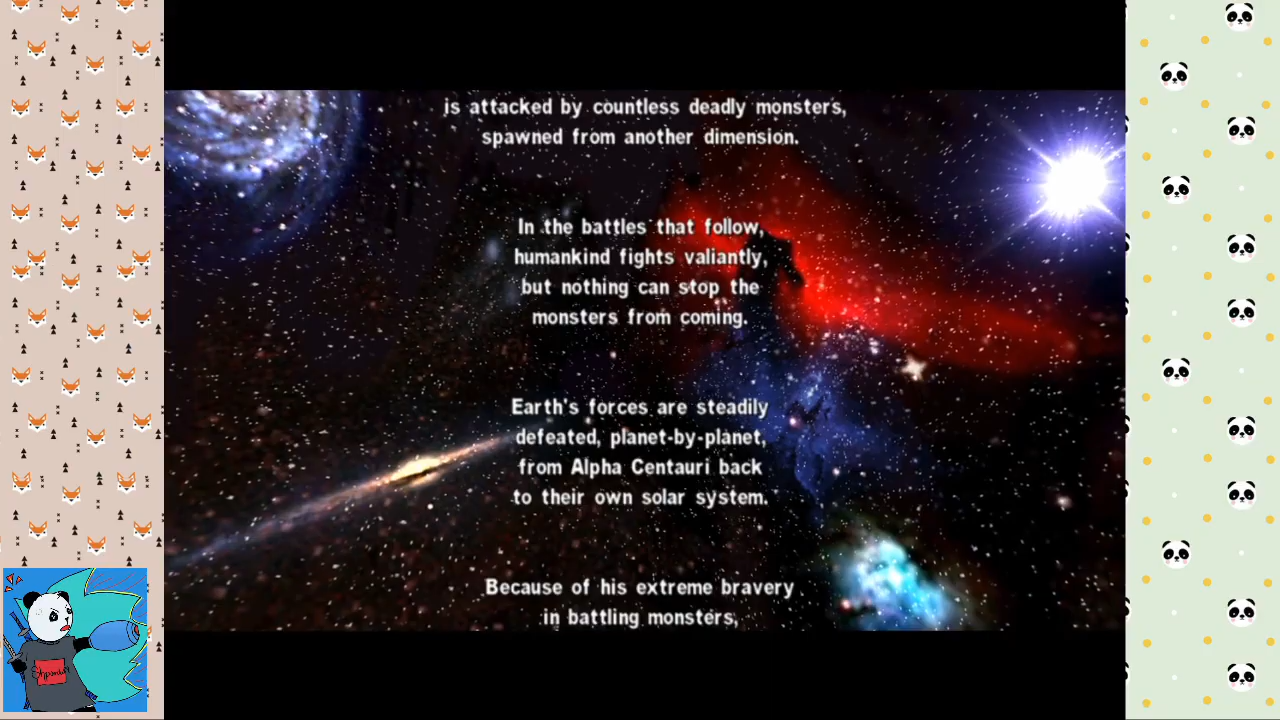 is attacked by countless deadly monsters,
spawned from another dimension.
In the battles that follow,
humankind fights valiantly,
but nothing can stop the
monsters from coming.
Earth's forces are steadily
defeated, planet-by-planet,
from Alpha Centauri back
to their own solar system.
Because of his extreme bravery
in battling monsters,